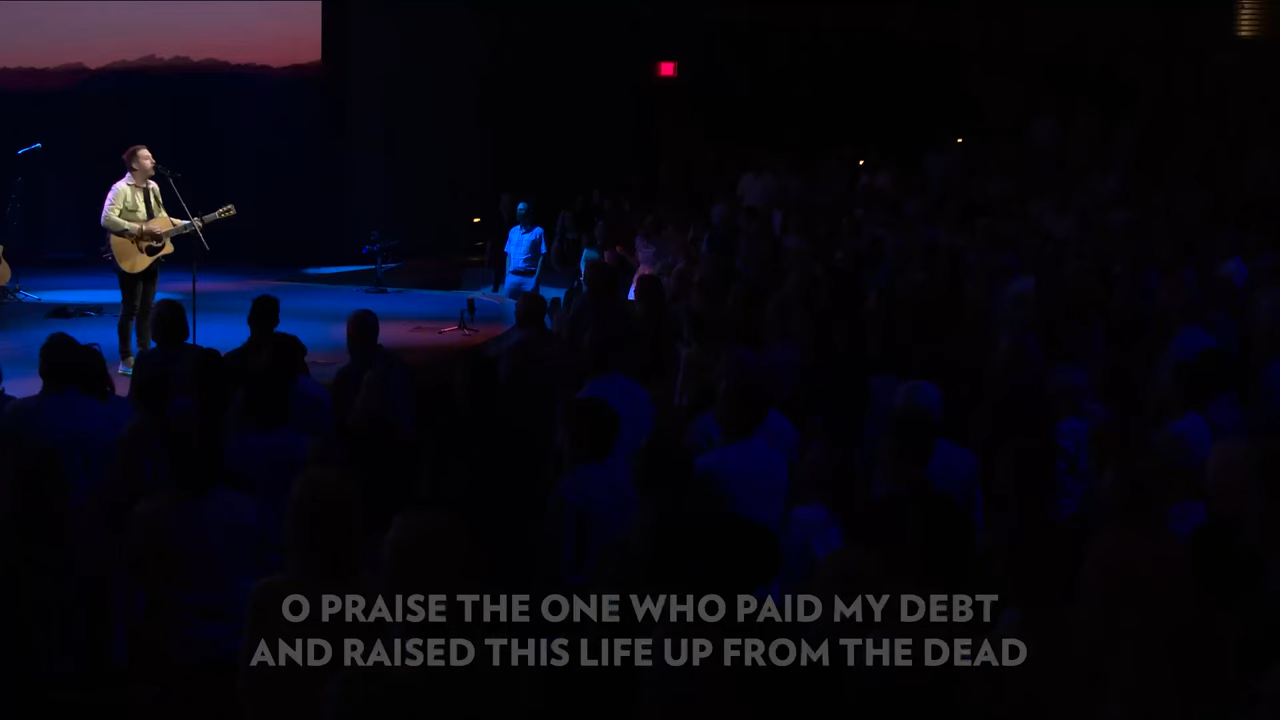 O PRAISE THE ONE WHO PAID MY DEBT
AND RAISED THIS LIFE UP FROM THE DEAD